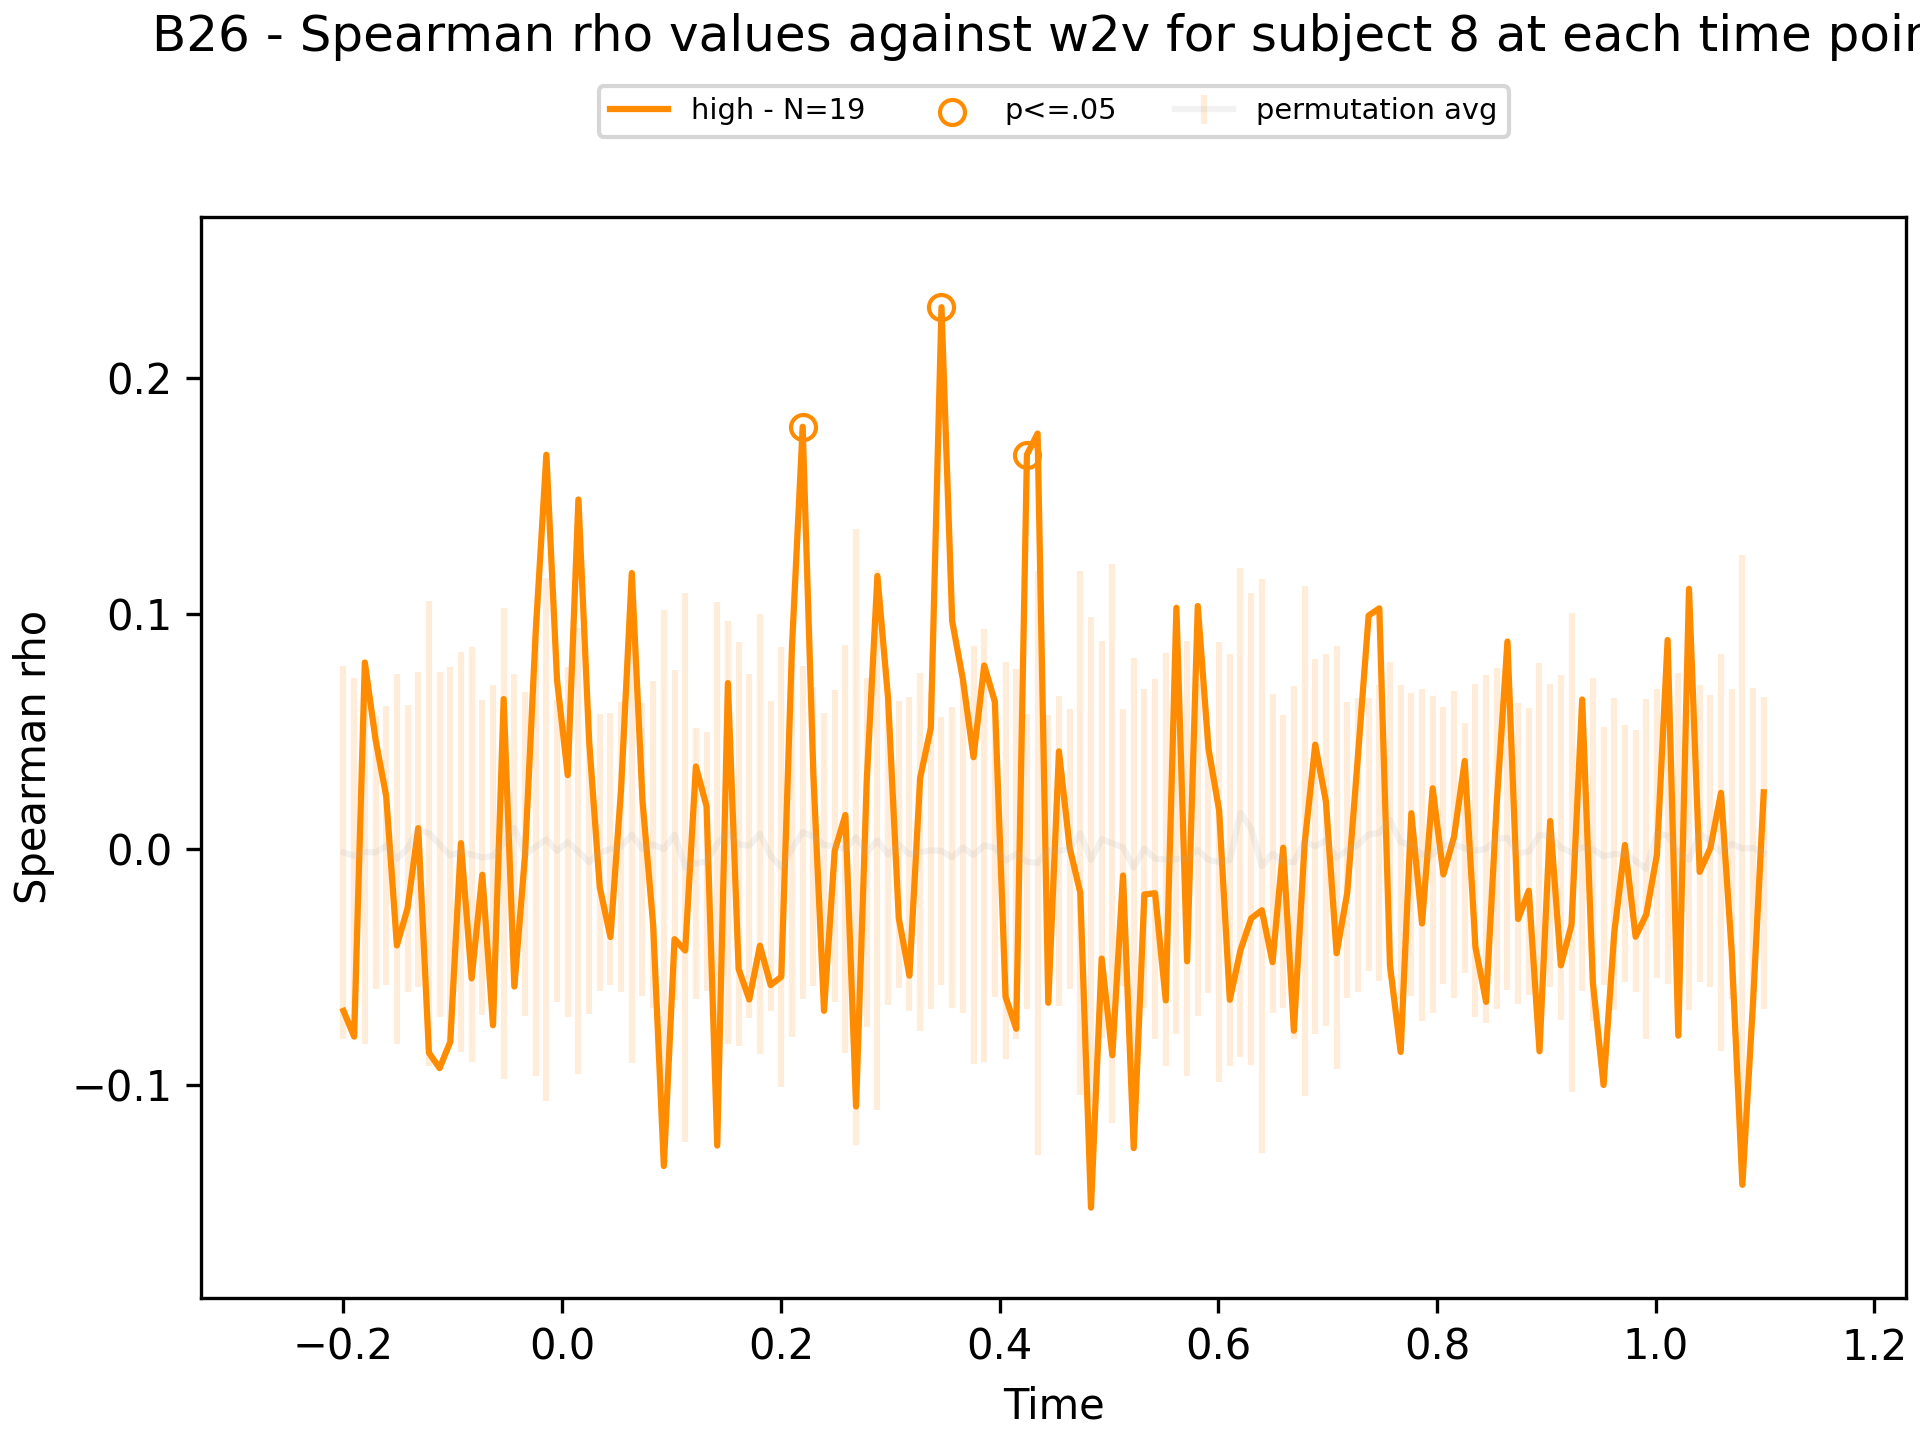 B26 - Spearman rho values against w2v for subject 8 at each time
high - N=19 p<=.05 permutation avg
0.2
0.1
0.0
−0.1
Spearman rho
−0.2 0.0 0.2 0.4 0.6 0.8 1.0 1.2
Time